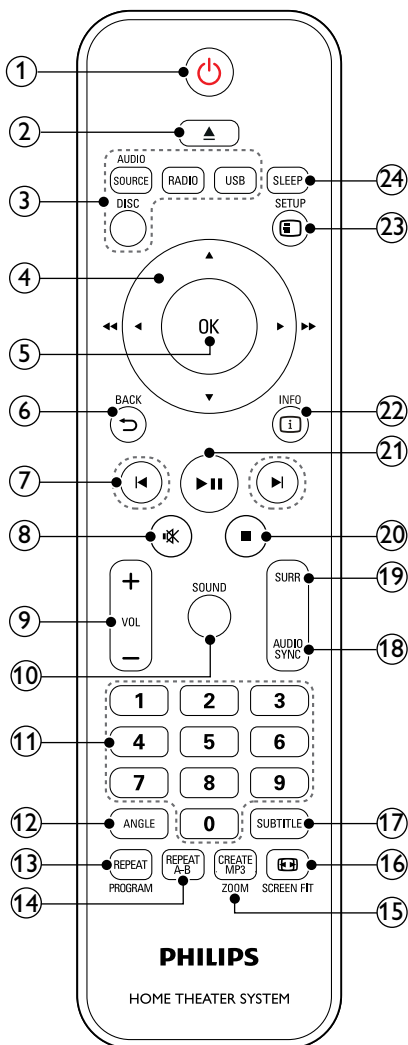 1
2
AUDIO
SOURCE RADIO USB SLEEP 24
3 DISC SETUP
23
4
OK
5
6 BACK INFO 22
21
7
8 20
SURR 19
+
SOUND
9 VOL
AUDIO SYNC 18
−
10
1 2 3
11 4 5 6
7 8 9
12 ANGLE 0 SUBTITLE 17
13 REPEAT REPEAT A-B CREATE MP3 16
PROGRAM ZOOM SCREEN FIT
14 15
PHILIPS
HOME THEATER SYSTEM